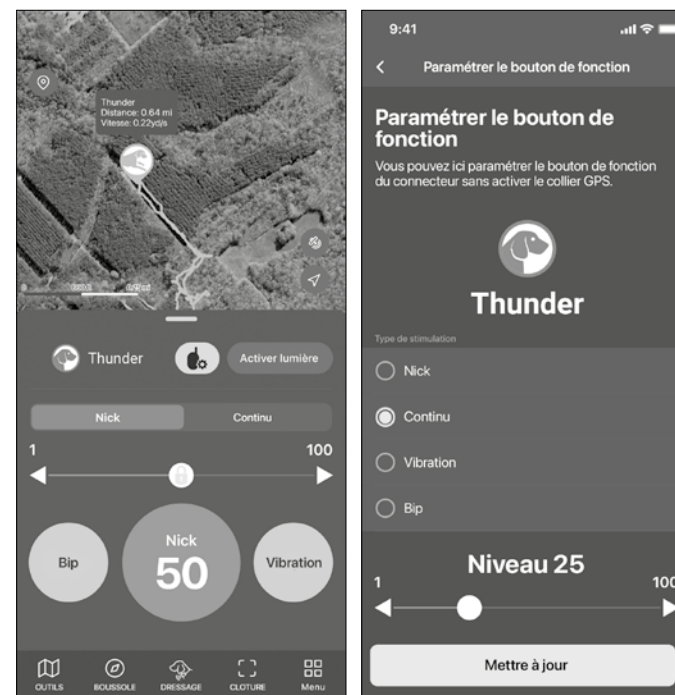 Thunder
Distance: 0.64 mi
Vitesse: 0.22yd/s
0
Thunder
Activer lumière
Nick
Continu
1
100
Bip
Nick
50
Vibration
OUTILS
BOUSSOLE
DRESSAGE
CLOTURE
Menu
9:41
Paramétrer le bouton de fonction
Paramétrer le bouton de
fonction
Vous pouvez ici paramétrer le bouton de fonction
du connecteur sans activer le collier GPS.
Thunder
Type de stimulation
Nick
Continu
Vibration
Bip
Niveau 25
1
100
Mettre à jour